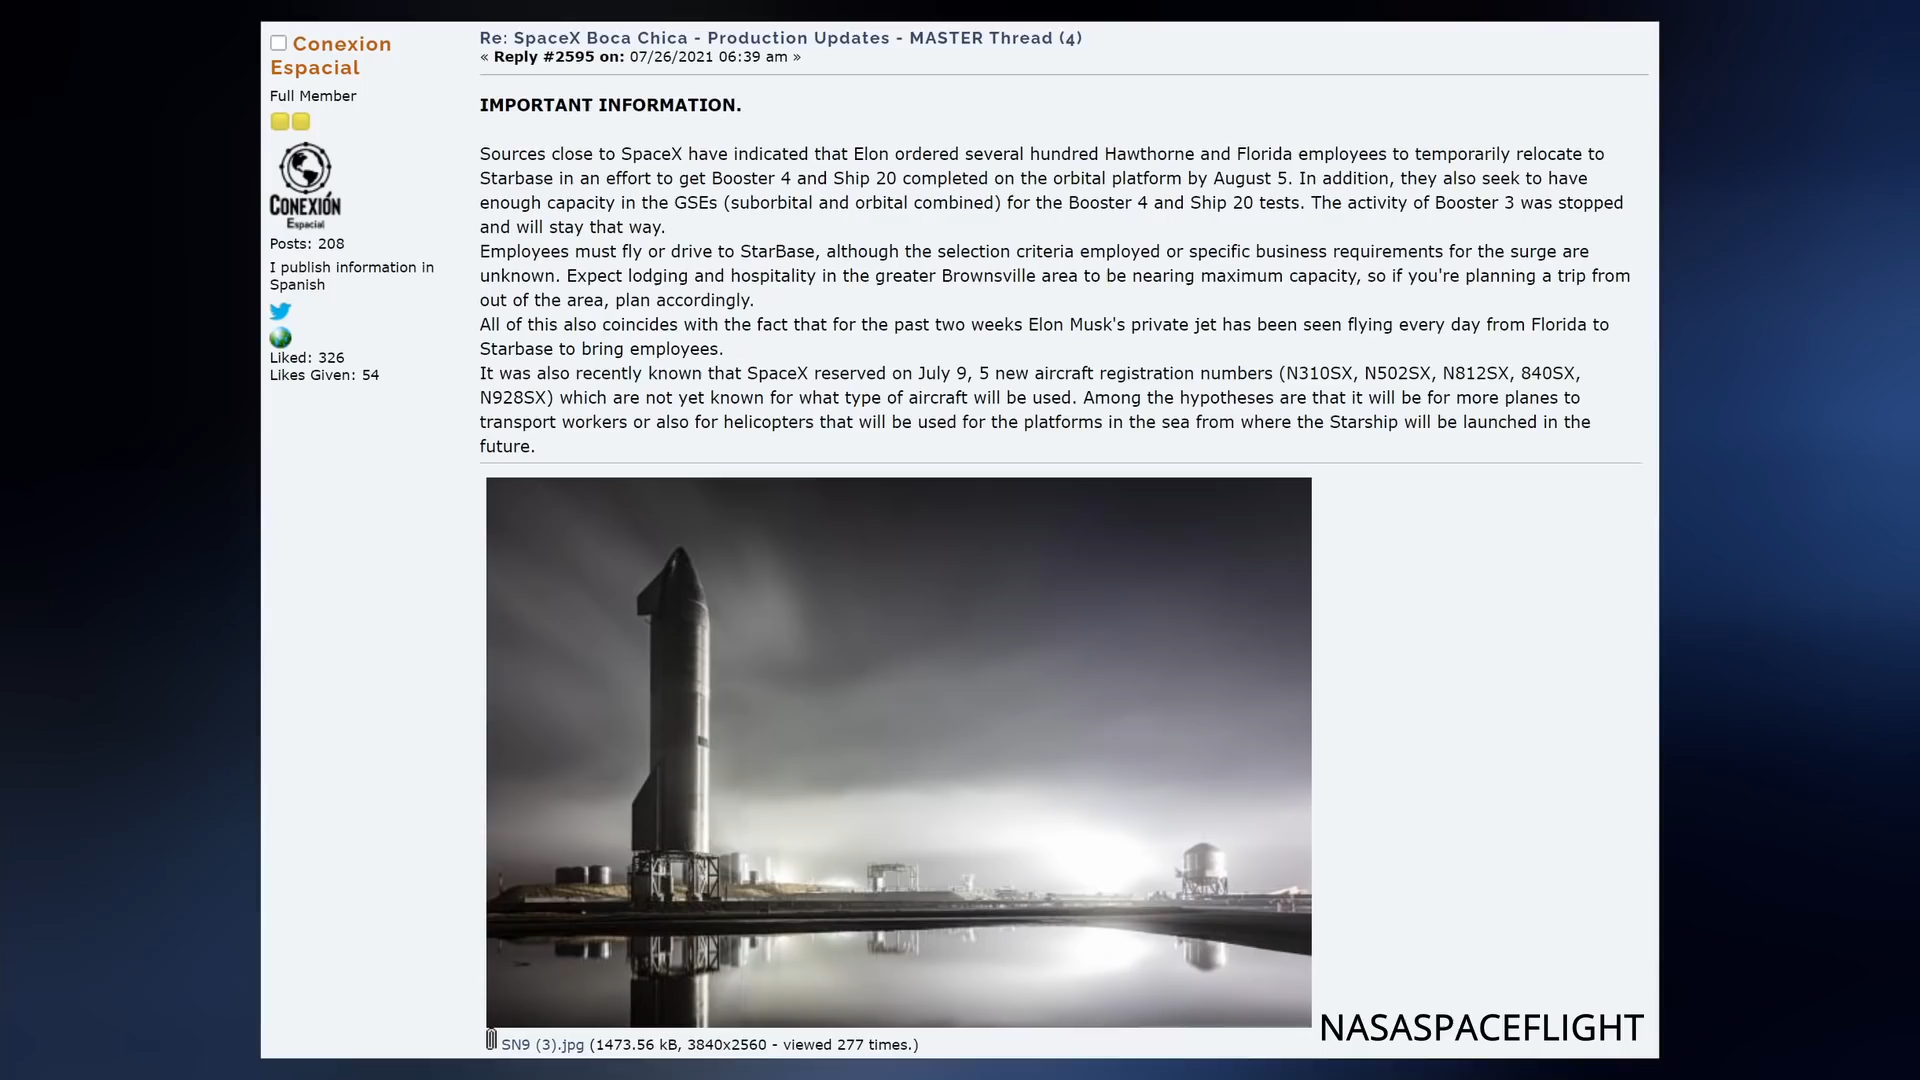 Conexion
Espacial
Full Member
CONEXIÓN
Espacial
Posts: 208
I publish information in
Spanish
Liked: 326
Likes Given: 54
Re: SpaceX Boca Chica - Production Updates - MASTER Thread (4)
« Reply #2595 on: 07/26/2021 06:39 am »
IMPORTANT INFORMATION.
Sources close to SpaceX have indicated that Elon ordered several hundred Hawthorne and Florida employees to temporarily relocate to
Starbase in an effort to get Booster 4 and Ship 20 completed on the orbital platform by August 5. In addition, they also seek to have
enough capacity in the GSEs (suborbital and orbital combined) for the Booster 4 and Ship 20 tests. The activity of Booster 3 was stopped
and will stay that way.
Employees must fly or drive to StarBase, although the selection criteria employed or specific business requirements for the surge are
unknown. Expect lodging and hospitality in the greater Brownsville area to be nearing maximum capacity, so if you're planning a trip from
out of the area, plan accordingly.
All of this also coincides with the fact that for the past two weeks Elon Musk's private jet has been seen flying every day from Florida to
Starbase to bring employees.
It was also recently known that SpaceX reserved on July 9, 5 new aircraft registration numbers (N310SX, N502SX, N812SX, 840SX,
N928SX) which are not yet known for what type of aircraft will be used. Among the hypotheses are that it will be for more planes to
transport workers or also for helicopters that will be used for the platforms in the sea from where the Starship will be launched in the
future.
SN9 (3).jpg (1473.56 kB, 3840x2560 - viewed 277 times.)
NASASPACEFLIGHT